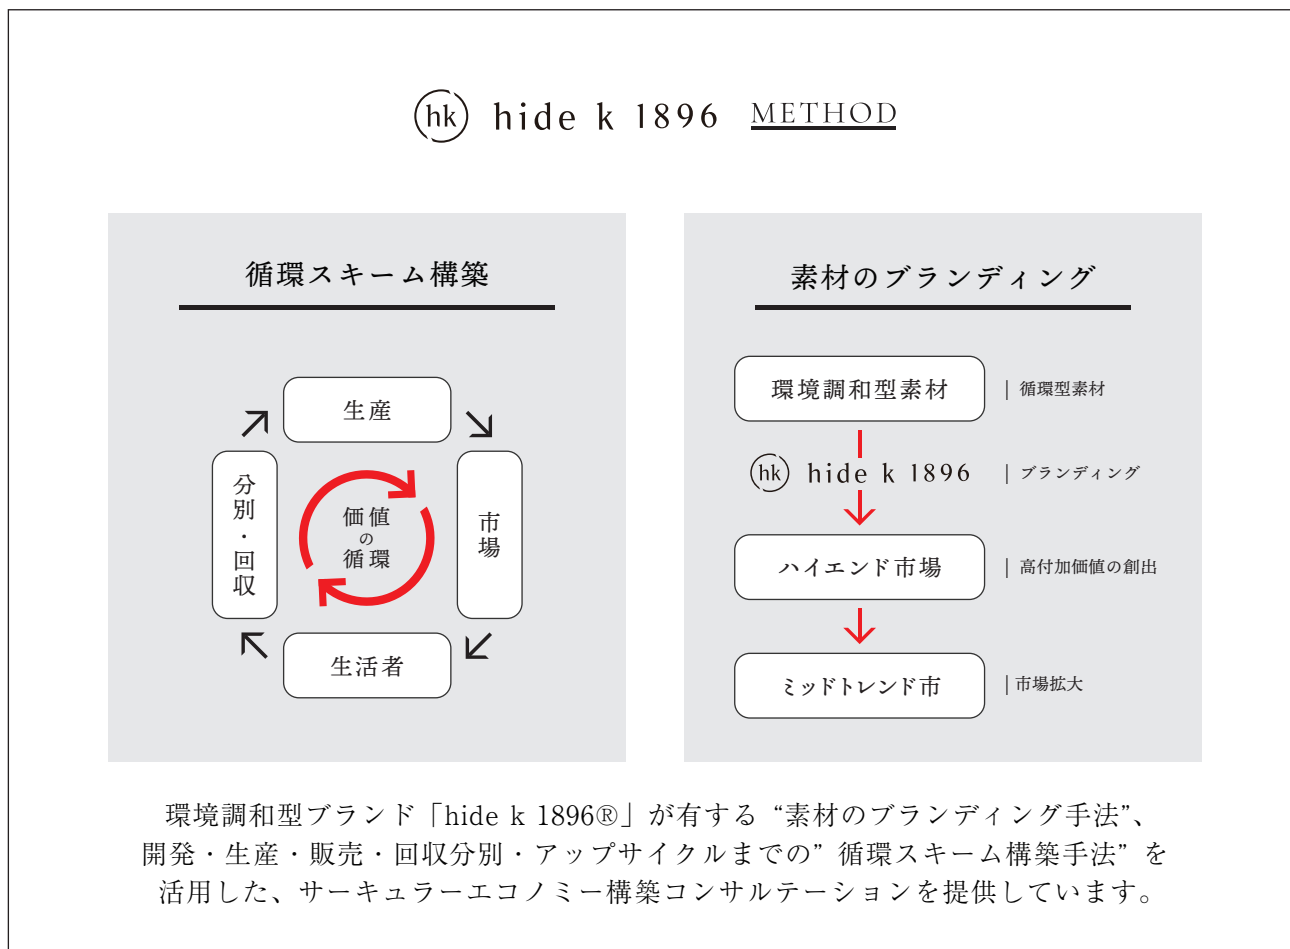 hk hide k 1896 METHOD
循環スキーム構築
生産
市場
生活者
分別・回収
価値
の
循環
素材のブランディング
環境調和型素材 | 循環型素材
hk hide k 1896 | ブランディング
ハイエンド市場 | 高付加価値の創出
ミッドトレンド市 | 市場拡大
環境調和型ブランド「hide k 1896®」が有する “素材のブランディング手法”、
開発・生産・販売・回収分別・アップサイクルまでの” 循環スキーム構築手法” を
活用した、サーキュラーエコノミー構築コンサルテーションを提供しています。